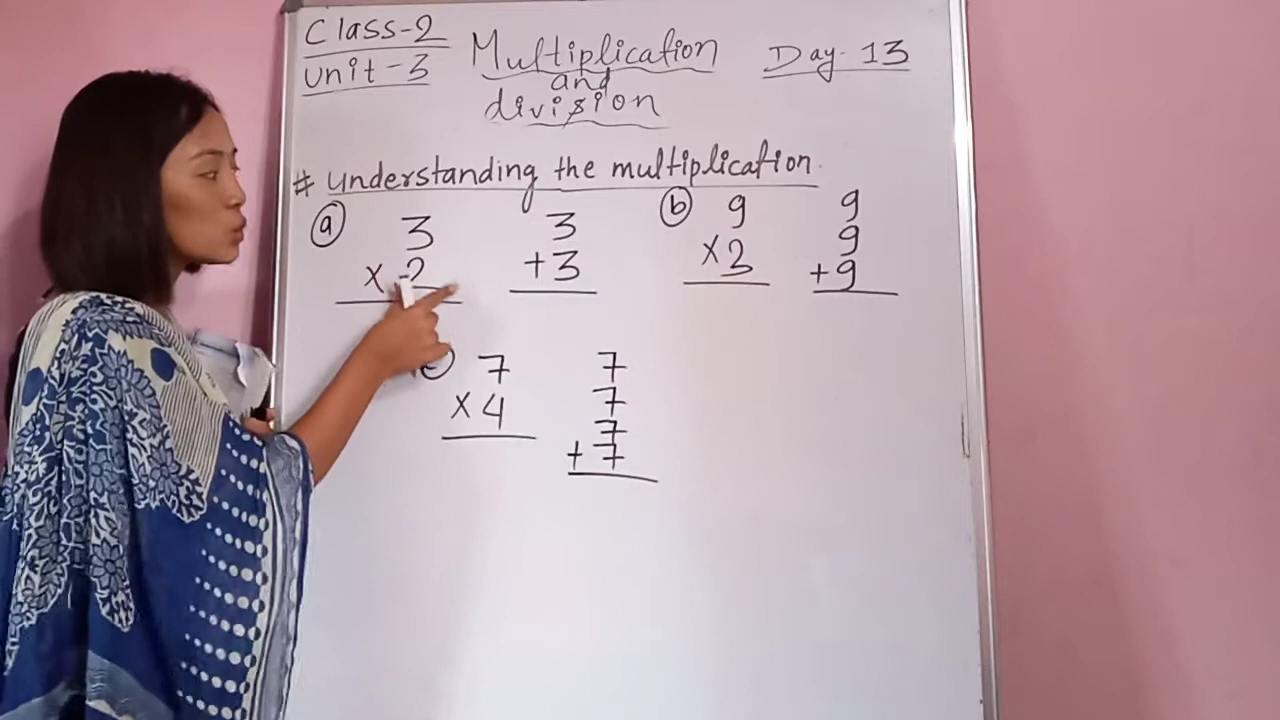 Class-2
Unit-3
Multiplication
and
division
Day-13
# Understanding the multiplication.
a
3
× 2
3
+3
b
9
×3
9
9
+9
7
×4
7
7
7
+7